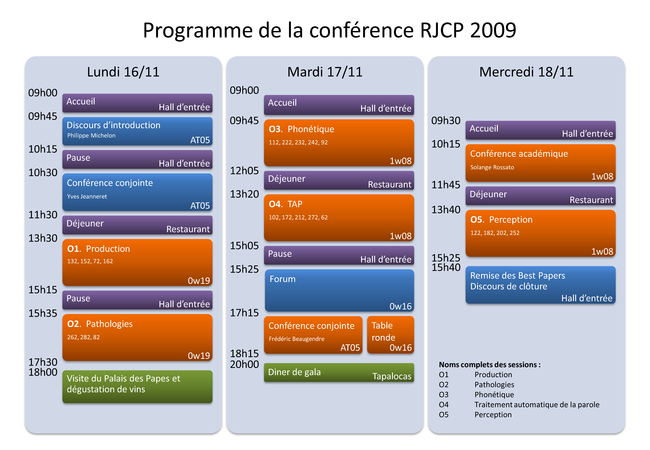 Programme de la conférence RJCP 2009
Lundi 16/11
09h00
Accueil
Hall d'entrée
09h45
Discours d'introduction
Philippe Michelon
AT05
10h15
Pause
Hall d'entrée
10h30
Conférence conjointe
Yves Jeanneret
AT05
11h30
Déjeuner
Restaurant
13h30
O1. Production
132, 152, 72, 162
0w19
15h15
Pause
Hall d'entrée
15h35
O2. Pathologies
262, 282, 82
0w19
17h30
18h00
Visite du Palais des Papes et
dégustation de vins
Mardi 17/11
09h00
Accueil
Hall d'entrée
09h45
O3. Phonétique
112, 222, 232, 242, 92
1w08
12h05
Déjeuner
Restaurant
13h20
O4. TAP
102, 172, 212, 272, 62
1w08
15h05
Pause
Hall d'entrée
15h25
Forum
0w16
17h15
Conférence conjointe
Frédéric Beaugendre
AT05
Table
ronde
0w16
18h15
20h00
Diner de gala
Tapalocas
Mercredi 18/11
09h30
Accueil
Hall d'entrée
10h15
Conférence académique
Solange Rossato
1w08
11h45
Déjeuner
Restaurant
13h40
O5. Perception
122, 182, 202, 252
1w08
15h25
15h40
Remise des Best Papers
Discours de clôture
Hall d'entrée
Noms complets des sessions :
O1 Production
O2 Pathologies
O3 Phonétique
O4 Traitement automatique de la parole
O5 Perception